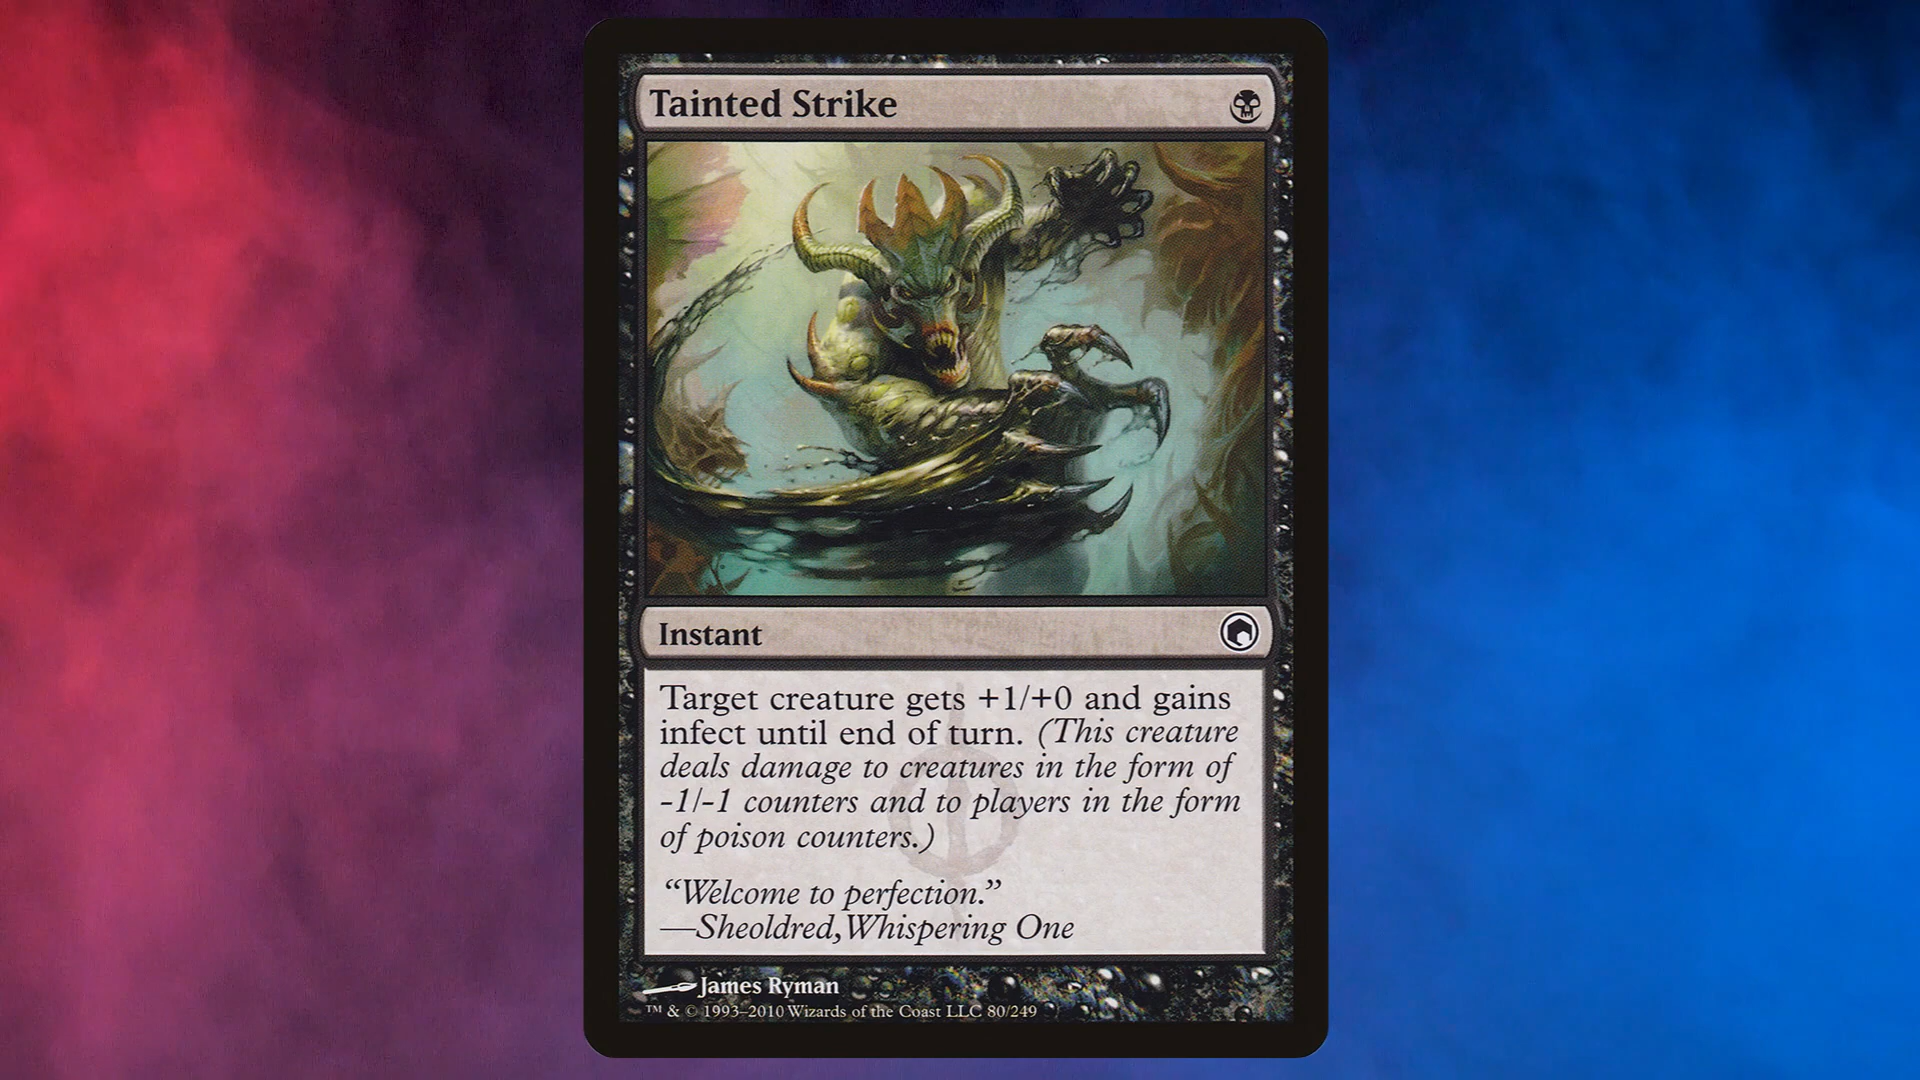 Tainted Strike
Instant
Target creature gets +1/+0 and gains
infect until end of turn. (This creature
deals damage to creatures in the form of
-1/-1 counters and to players in the form
of poison counters.)
“Welcome to perfection.”
—Sheoldred, Whispering One
James Ryman
™ & © 1993–2010 Wizards of the Coast LLC 80/249